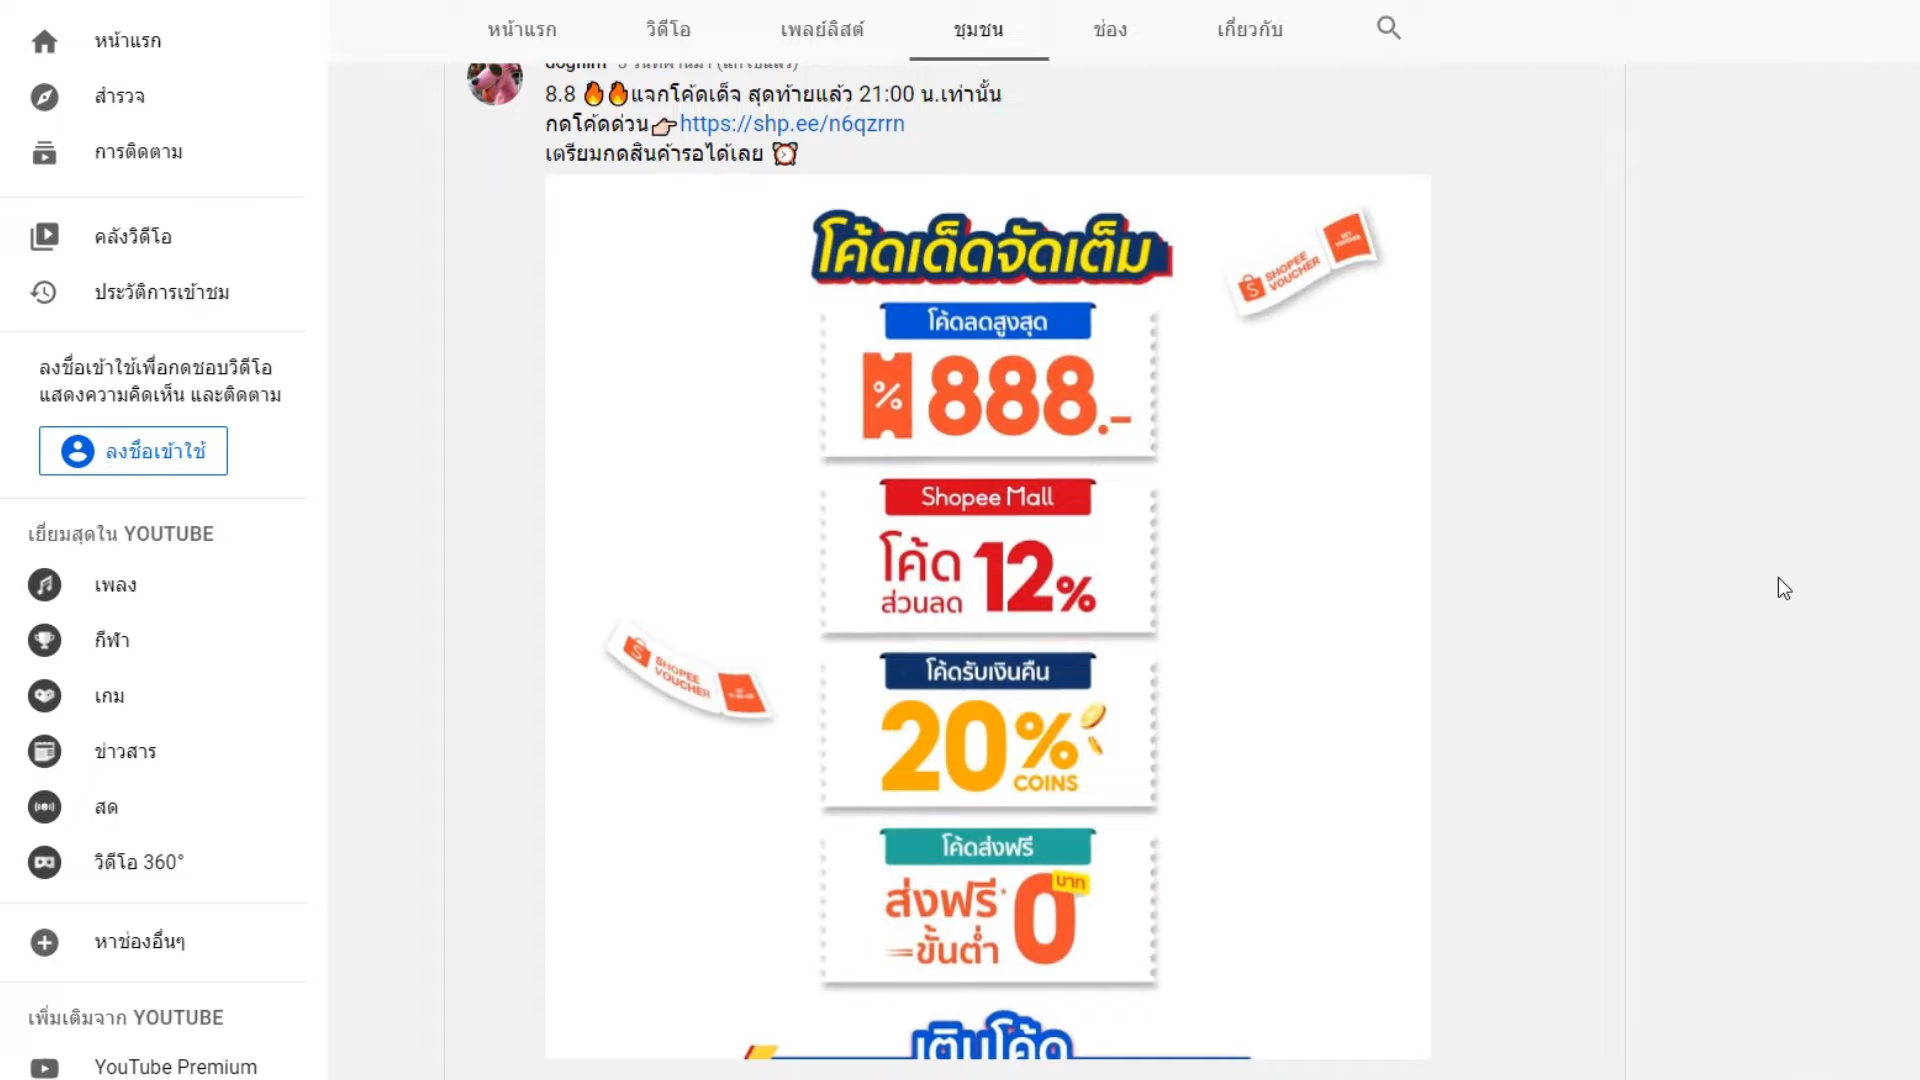 หน้าแรก
สำรวจ
การติดตาม
คลังวิดีโอ
ประวัติการเข้าชม
ลงชื่อเข้าใช้เพื่อกดชอบวิดีโอ
แสดงความคิดเห็น และติดตาม
ลงชื่อเข้าใช้
เยี่ยมสุดใน YOUTUBE
เพลง
กีฬา
เกม
ข่าวสาร
สด
วิดีโอ 360°
หาช่องอื่นๆ
เพิ่มเติมจาก YOUTUBE
YouTube Premium
หน้าแรก วิดีโอ เพลย์ลิสต์ ชุมชน ช่อง เกี่ยวกับ
8.8 🔥🔥แจกโค้ดเด็จ สุดท้ายแล้ว 21:00 น.เท่านั้น
กดโค้ดด่วน👉https://shp.ee/n6qzrrn
เตรียมกดสินค้ารอได้เลย ⏰
โค้ดเด็ดจัดเต็ม
SHOPEE
VOUCHER
โค้ดลดสูงสุด
% 888.-
Shopee Mall
โค้ด
ส่วนลด 12%
SHOPEE
VOUCHER
โค้ดรับเงินคืน
20%
COINS
โค้ดส่งฟรี
ส่งฟรี*
ขั้นต่ำ 0 บาท
เติมโค้ด